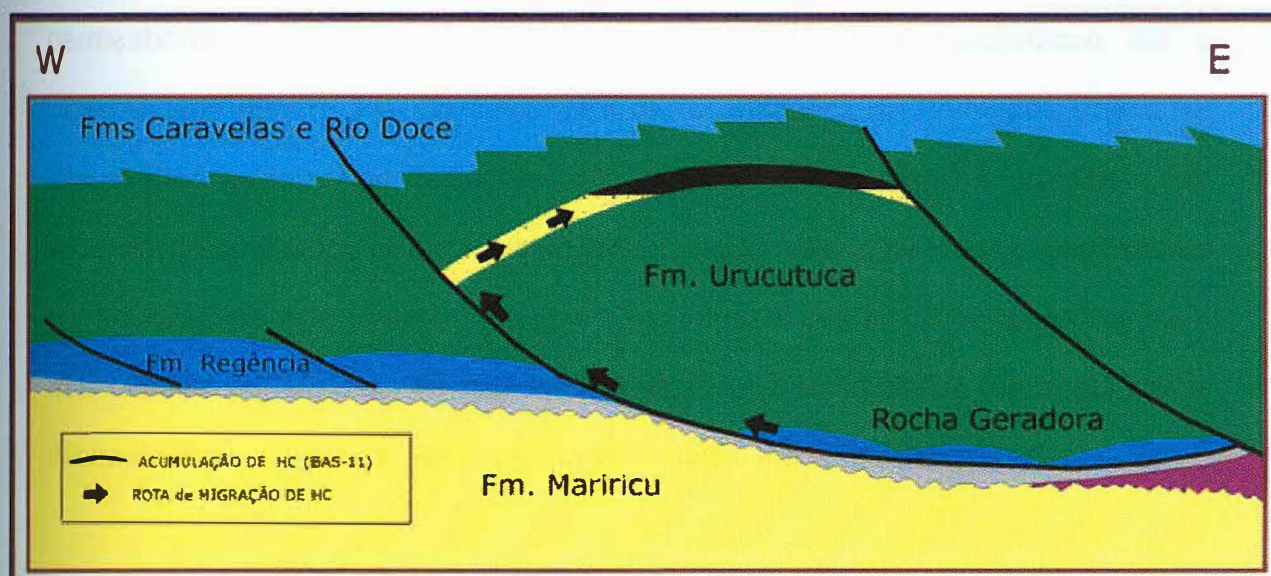 W
E
Fms Caravelas e Rio Doce
Fm. Urucutuca
Fm. Regência
Rocha Geradora
Fm. Mariricu
ACUMULAÇÃO DE HC (BAS-11)
ROTA de MIGRAÇÃO DE HC